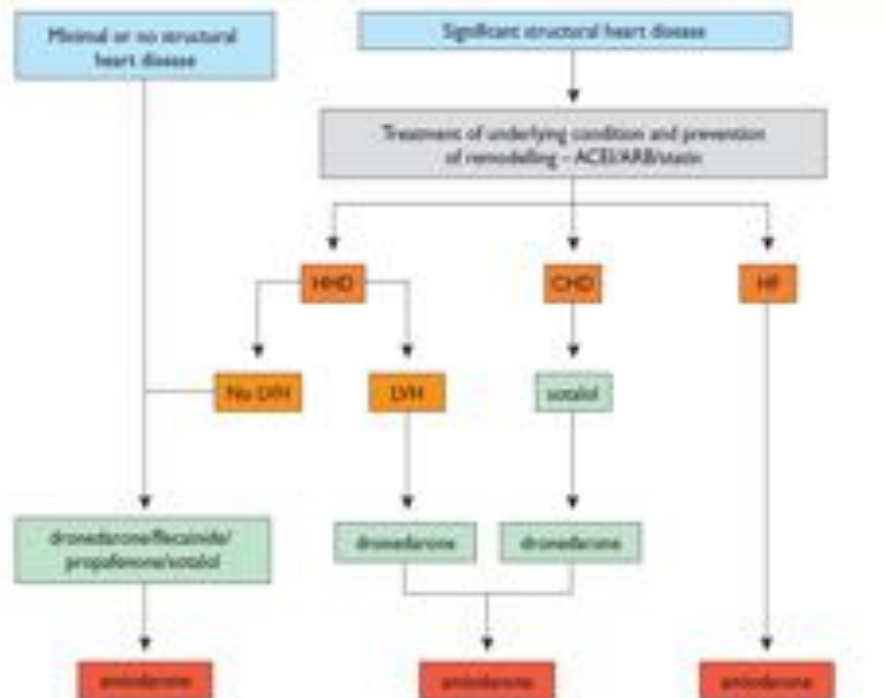 Minimal or no structural
heart disease
Significant structural heart disease
Treatment of underlying condition and prevention
of remodelling – ACEI/ARB/statin
HHD
CHD
HF
No LVH
LVH
sotalol
dronedarone/flecainide/
propafenone/sotalol
dronedarone
dronedarone
amiodarone
amiodarone
amiodarone